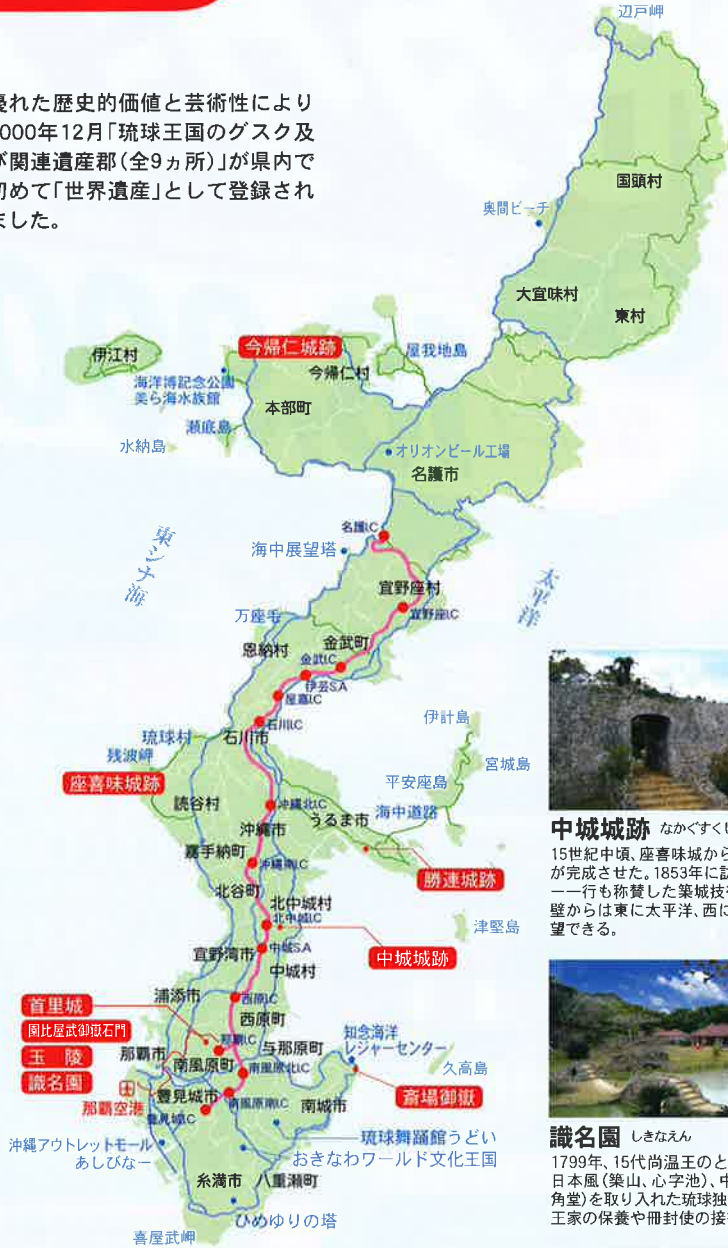 優れた歴史的価値と芸術性により
2000年12月「琉球王国のグスク及
び関連遺産郡(全9ヵ所)」が県内で
初めて「世界遺産」として登録され
ました。
辺戸岬
国頭村
奥間ビーチ
大宜味村
東村
伊江村
今帰仁城跡
屋我地島
今帰仁村
海洋博記念公園
美ら海水族館
本部町
瀬底島
水納島
オリオンビール工場
名護市
名護I.C
東シナ海
海中展望塔
太平洋
宜野座村
宜野座I.C
万座毛
恩納村
金武町
金武I.C
伊芸S.A
屋嘉I.C
石川I.C
石川市
琉球村
残波岬
座喜味城跡
読谷村
伊計島
宮城島
平安座島
海中道路
沖縄北I.C
うるま市
沖縄市
嘉手納町
沖縄南I.C
勝連城跡
北谷町
北中城村
北中城I.C
津堅島
宜野湾市
中城S.A
中城城跡
中城村
浦添市
西原I.C
西原町
首里城
園比屋武御嶽石門
玉陵
識名園
那覇市
那覇I.C
与那原町
知念海洋
レジャーセンター
南風原町
南風原北I.C
久高島
斎場御嶽
那覇空港
豊見城市
豊見城I.C
南風原南I.C
南城市
沖縄アウトレットモール
あしびなー
琉球舞踊館うどい
おきなわワールド文化王国
糸満市
八重瀬町
ひめゆりの塔
喜屋武岬
中城城跡 なかぐすくじ
15世紀中頃、座喜味城から
が完成させた。1853年に訪
ー一行も称賛した築城技
壁からは東に太平洋、西に
望できる。
識名園 しきなえん
1799年、15代尚温王のと
日本風(築山、心字池)、中
角堂)を取り入れた琉球独
王家の保養や冊封使の接